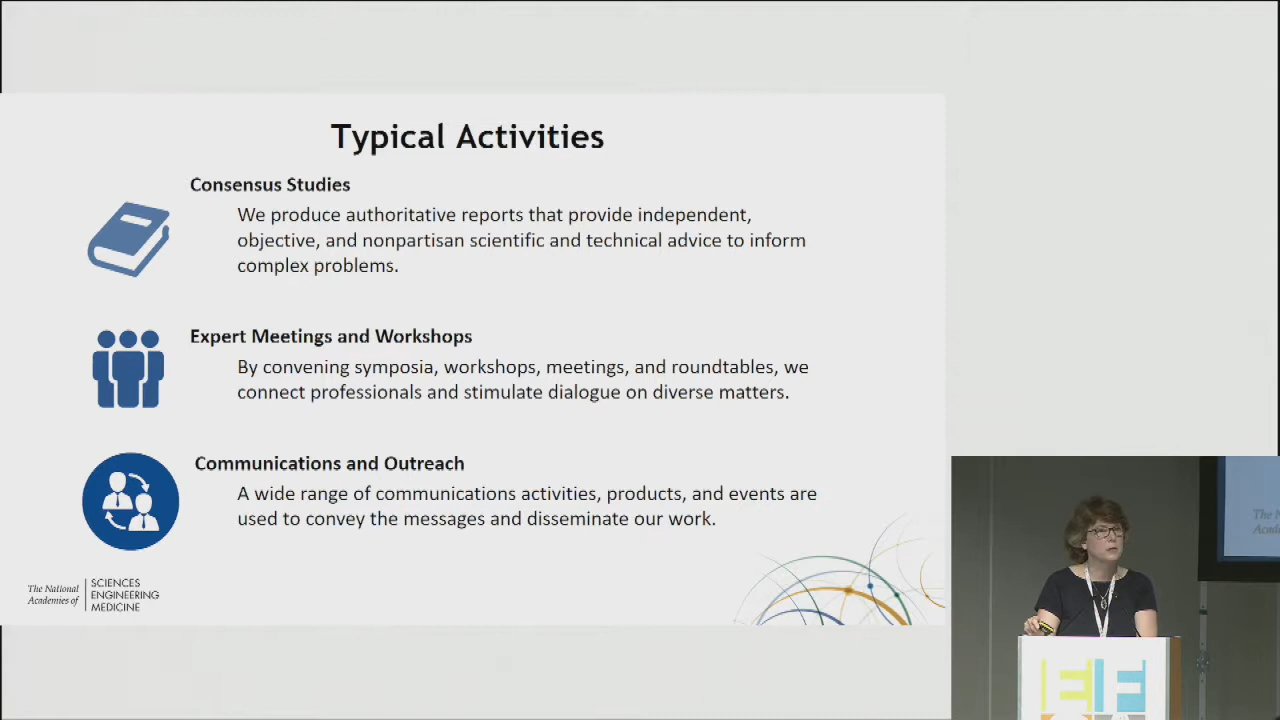 Typical Activities
Consensus Studies
We produce authoritative reports that provide independent,
objective, and nonpartisan scientific and technical advice to inform
complex problems.
Expert Meetings and Workshops
By convening symposia, workshops, meetings, and roundtables, we
connect professionals and stimulate dialogue on diverse matters.
Communications and Outreach
A wide range of communications activities, products, and events are
used to convey the messages and disseminate our work.
The National
Academies of
SCIENCES
ENGINEERING
MEDICINE
The N
Acade